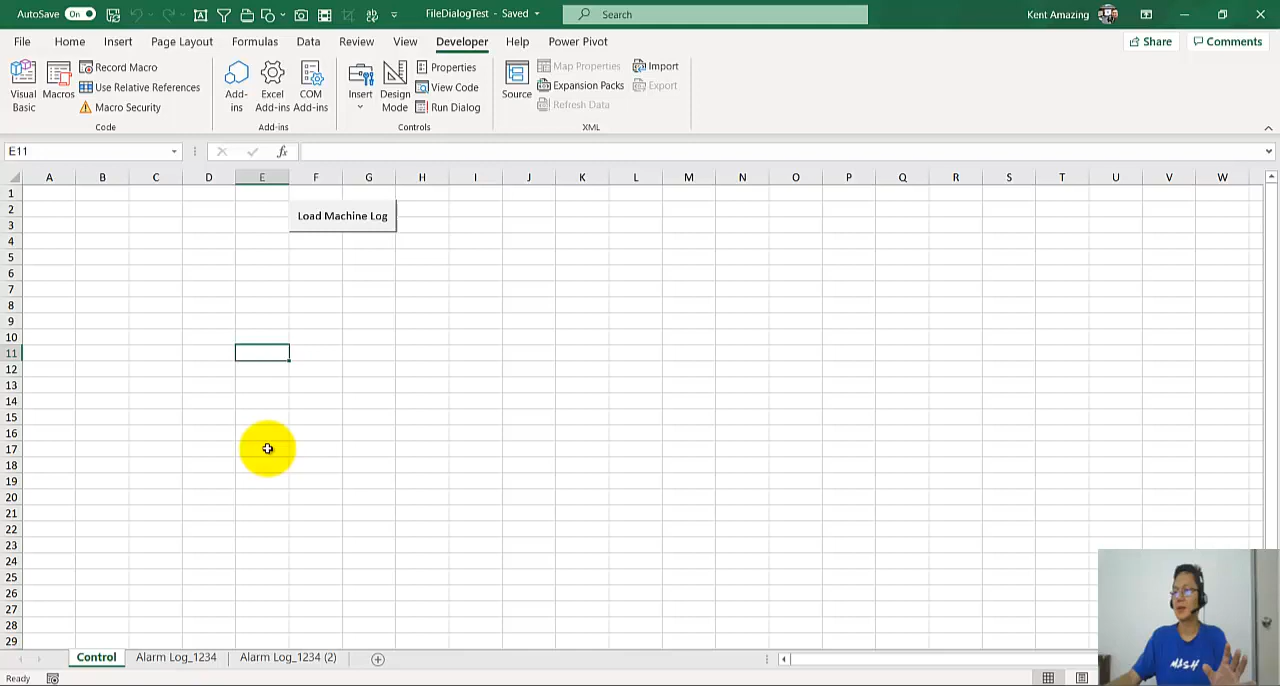 AutoSave On FileDialogTest - Saved Search Kent Amazing
File Home Insert Page Layout Formulas Data Review View Developer Help Power Pivot Share Comments
Visual Basic
Macros
Record Macro
Use Relative References
Macro Security
Code
Add-ins
Excel Add-ins
COM Add-ins
Add-ins
Insert
Design Mode
Properties
View Code
Run Dialog
Controls
Source
Map Properties
Expansion Packs
Refresh Data
Import
Export
XML
E11 fx
A B C D E F G H I J K L M N O P Q R S T U V W
1
2
3
4
5
6
7
8
9
10
11
12
13
14
15
16
17
18
19
20
21
22
23
24
25
26
27
28
29
Load Machine Log
MASH
Control Alarm Log_1234 Alarm Log_1234 (2)
Ready